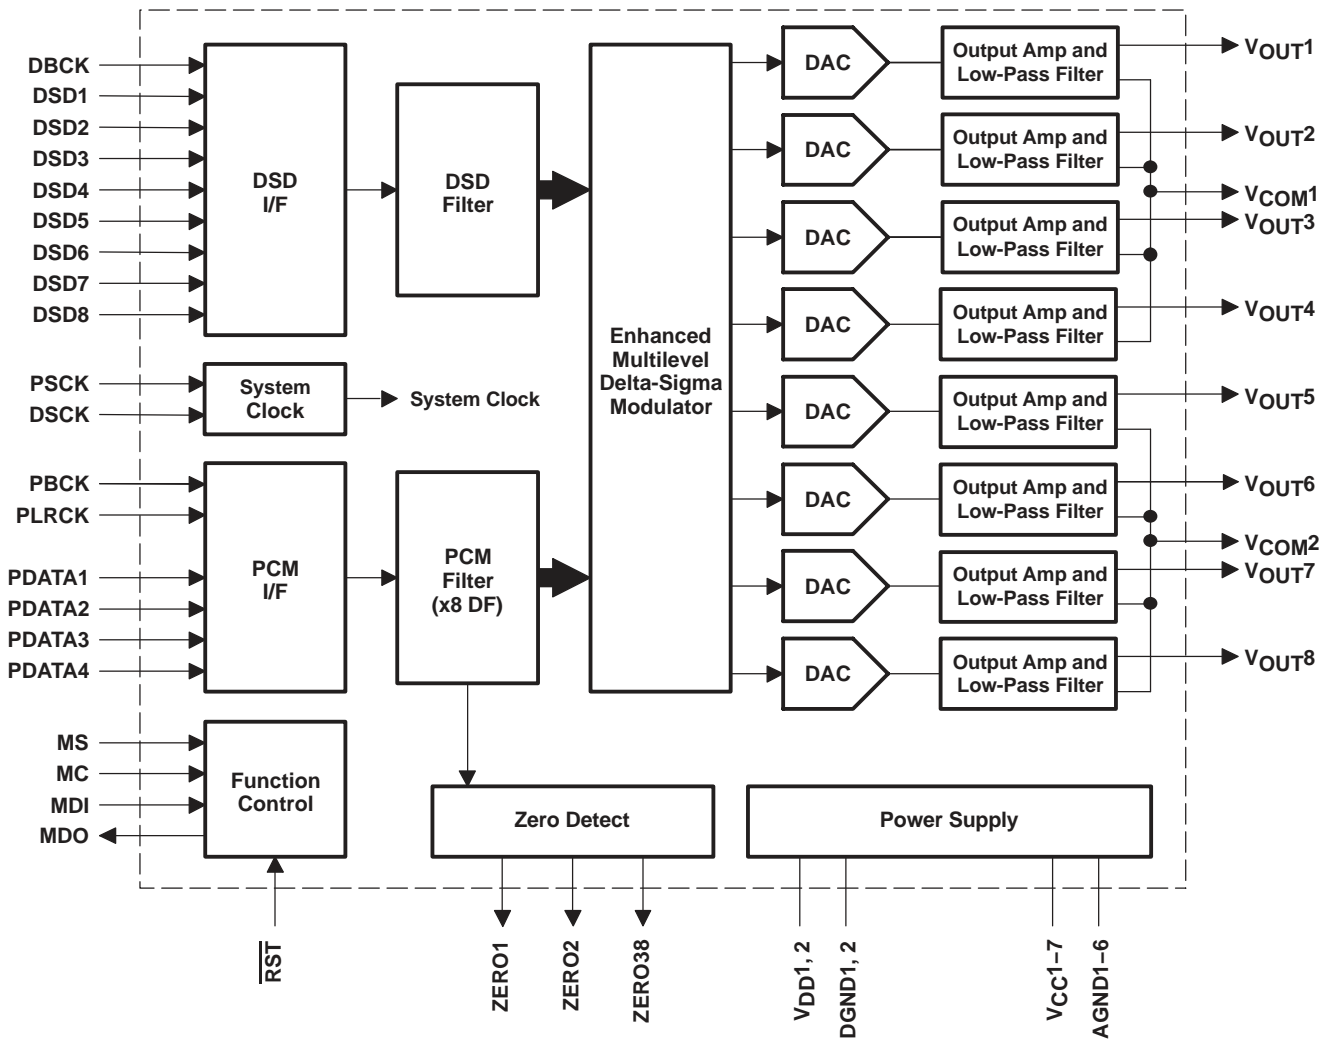 DBCK
DSD1
DSD2
DSD3
DSD4
DSD5
DSD6
DSD7
DSD8
DSD
I/F
DSD
Filter
PSCK
DSCK
System
Clock
System Clock
PBCK
PLRCK
PDATA1
PDATA2
PDATA3
PDATA4
PCM
I/F
PCM
Filter
(x8 DF)
Enhanced
Multilevel
Delta-Sigma
Modulator
DAC
Output Amp and
Low-Pass Filter
VOUT1
DAC
Output Amp and
Low-Pass Filter
VOUT2
VCOM1
DAC
Output Amp and
Low-Pass Filter
VOUT3
DAC
Output Amp and
Low-Pass Filter
VOUT4
DAC
Output Amp and
Low-Pass Filter
VOUT5
DAC
Output Amp and
Low-Pass Filter
VOUT6
VCOM2
DAC
Output Amp and
Low-Pass Filter
VOUT7
DAC
Output Amp and
Low-Pass Filter
VOUT8
MS
MC
MDI
MDO
Function
Control
Zero Detect
Power Supply
RST
ZERO1
ZERO2
ZERO38
VDD1, 2
DGND1, 2
VCC1–7
AGND1–6